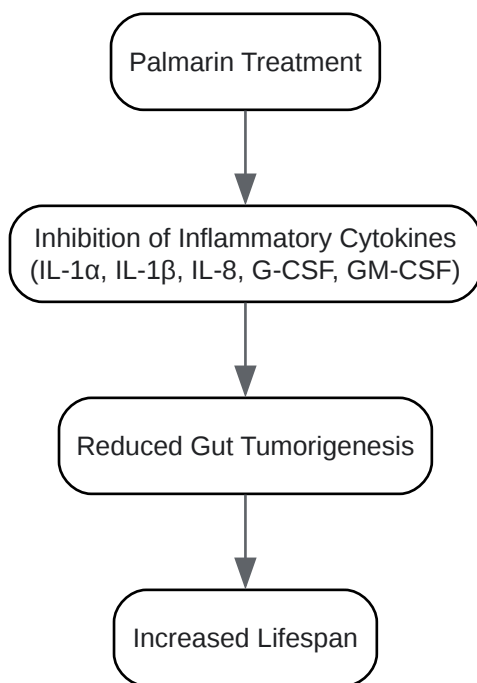 Palmarin Treatment
Inhibition of Inflammatory Cytokines
(IL-1α, IL-1β, IL-8, G-CSF, GM-CSF)
Reduced Gut Tumorigenesis
Increased Lifespan